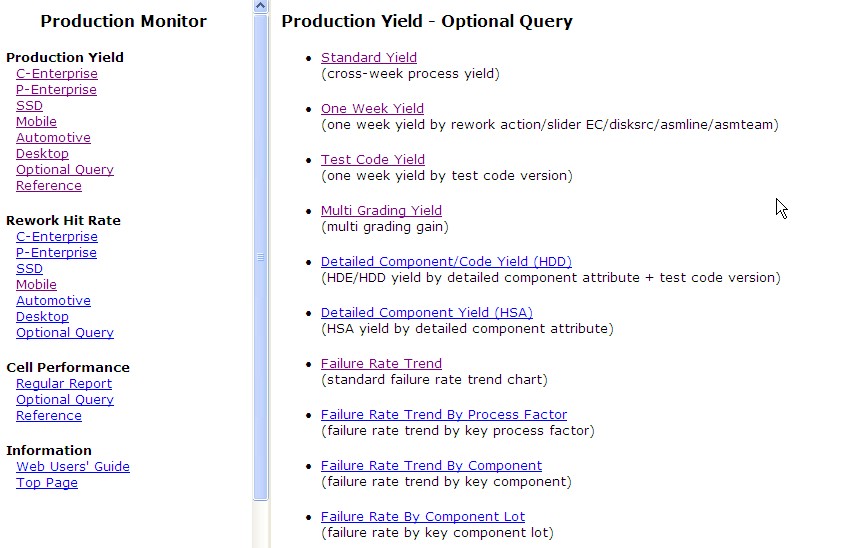 Production Monitor
Production Yield
C-Enterprise
P-Enterprise
SSD
Mobile
Automotive
Desktop
Optional Query
Reference
Rework Hit Rate
C-Enterprise
P-Enterprise
SSD
Mobile
Automotive
Desktop
Optional Query
Cell Performance
Regular Report
Optional Query
Reference
Information
Web Users' Guide
Top Page
Production Yield - Optional Query
• Standard Yield
(cross-week process yield)
• One Week Yield
(one week yield by rework action/slider EC/disksrc/asmline/asmteam)
• Test Code Yield
(one week yield by test code version)
• Multi Grading Yield
(multi grading gain)
• Detailed Component/Code Yield (HDD)
(HDE/HDD yield by detailed component attribute + test code version)
• Detailed Component Yield (HSA)
(HSA yield by detailed component attribute)
• Failure Rate Trend
(standard failure rate trend chart)
• Failure Rate Trend By Process Factor
(failure rate trend by key process factor)
• Failure Rate Trend By Component
(failure rate trend by key component)
• Failure Rate By Component Lot
(failure rate by key component lot)